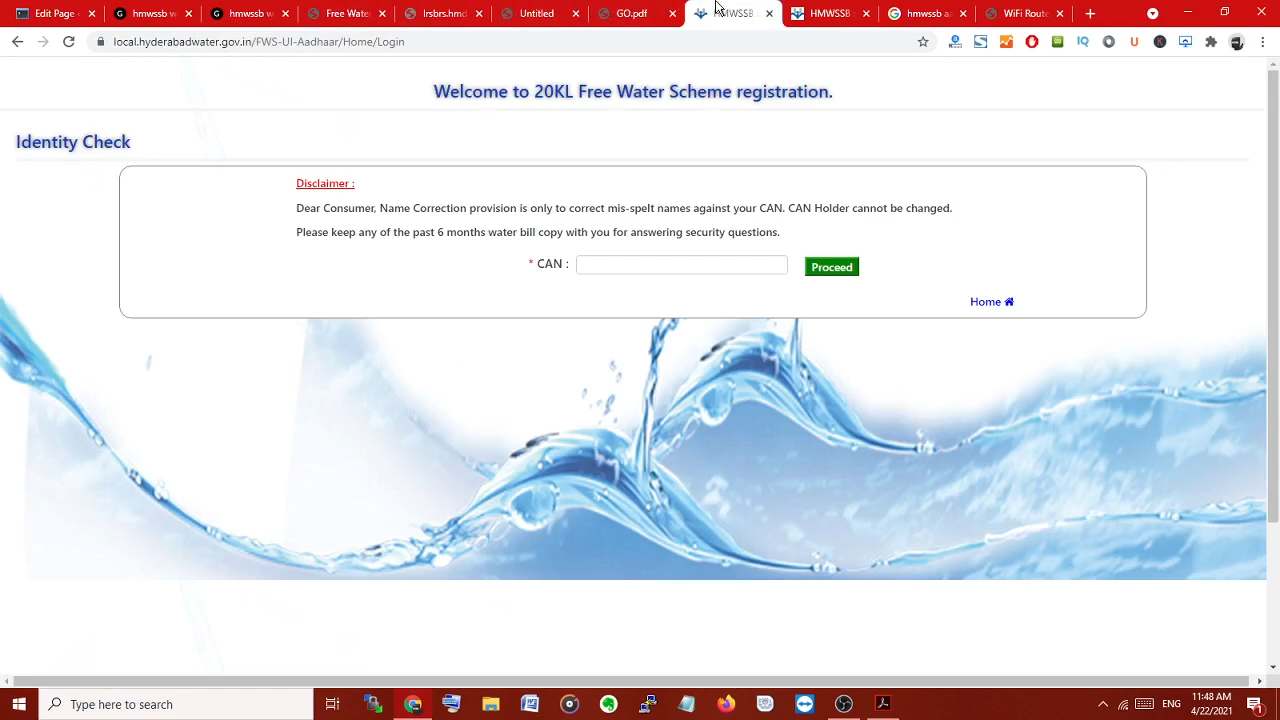 Edit Page
hmwssb w
hmwssb w
Free Water
lrsbrs.hmd
Untitled
GO.pdf
HMWSSB
HMWSSB :
hmwssb aa
WiFi Route
local.hyderabadwater.gov.in/FWS-UI-Aadhaar/Home/Login
Welcome to 20KL Free Water Scheme registration.
Identity Check
Disclaimer :
Dear Consumer, Name Correction provision is only to correct mis-spelt names against your CAN. CAN Holder cannot be changed.
Please keep any of the past 6 months water bill copy with you for answering security questions.
* CAN :
Proceed
Home
Type here to search
ENG
11:48 AM
4/22/2021